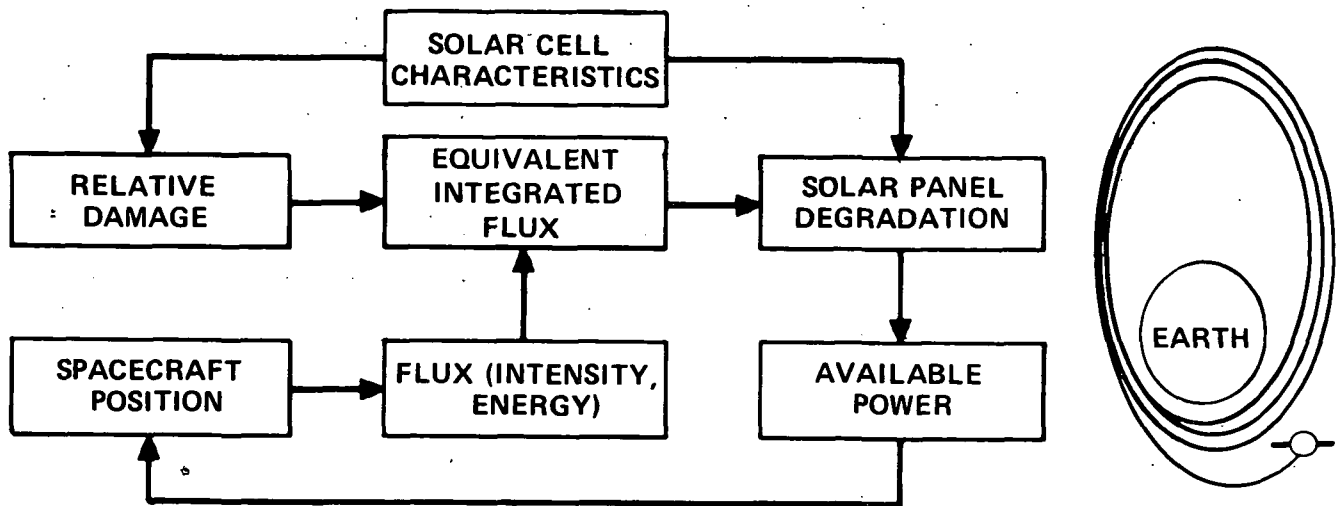 SOLAR CELL
CHARACTERISTICS
RELATIVE
DAMAGE
EQUIVALENT
INTEGRATED
FLUX
SOLAR PANEL
DEGRADATION
SPACECRAFT
POSITION
FLUX (INTENSITY,
ENERGY)
AVAILABLE
POWER
EARTH